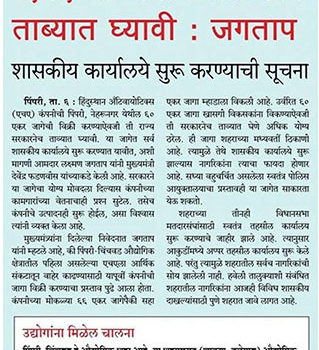 ताब्यात घ्यावी : जगताप
शासकीय कार्यालये सुरू करण्याची सूचना
पिंपरी, ता. ६ : हिंदुस्थान अँटिबायोटिक्स
(एचए) कंपनीची पिंपरी, नेहरूनगर येथील ६०
एकर जागेची विक्री करण्याऐवजी ती राज्य
सरकारनेच ताब्यात घ्यावी. या जागेत सर्व
शासकीय कार्यालये सुरू करण्यात यावीत, अशी
मागणी आमदार लक्ष्मण जगताप यांनी मुख्यमंत्री
देवेंद्र फडणवीस यांच्याकडे केली आहे. सरकारने
या जागेचा योग्य मोबदला दिल्यास कंपनीच्या
कामगारांच्या वेतनाचाही प्रश्न सुटेल. तसेच
कंपनीचे उत्पादनही सुरू होईल, असा विश्वास
त्यांनी व्यक्त केला आहे.
मुख्यमंत्र्यांना दिलेल्या निवेदनात जगताप
यांनी म्हटले आहे, की पिंपरी-चिंचवड औद्योगिक
क्षेत्रातील पहिला असलेल्या एचएला आर्थिक
संकटातून बाहेर काढण्यासाठी यापूर्वी कंपनीची
जागा विक्री करण्याचा प्रस्ताव पुढे आला होता.
कंपनीच्या मोकळ्या ६६ एकर जागेपैकी सहा
एकर जागा म्हाडाला विकली आहे. उर्वरित ६०
एकर जागा खासगी विकसकांना विकण्याऐवजी
ती सरकारनेच ताब्यात घेणे अधिक योग्य
ठरेल. ही जागा शहराच्या मध्यवर्ती ठिकाणी
आहे. त्यामुळे तेथे शासकीय कार्यालये सुरू
झाल्यास नागरिकांना त्याचा फायदा होणार
आहे. सध्या बहुचर्चित असलेला स्वतंत्र पोलिस
आयुक्तालयाचा प्रस्तावही या जागेत साकारता
येऊ शकतो.
शहराच्या तीनही विधानसभा
मतदारसंघांसाठी स्वतंत्र तहसील कार्यालय सुरू
करण्याचे जाहीर झाले आहे. त्यानुसार
आकुर्डीमध्ये अप्पर तहसील कार्यालय सुरू केले
आहे. परंतु त्यामुळे शहरातील सर्वच नागरिकांची
सोय झालेली नाही. हवेली तालुक्याशी संबंधित
शहरातील नागरिकांना आजही विविध शासकीय
दाखल्यांसाठी पुणे शहरात जावे लागत आहे.
उद्योगांना मिळेल चालना